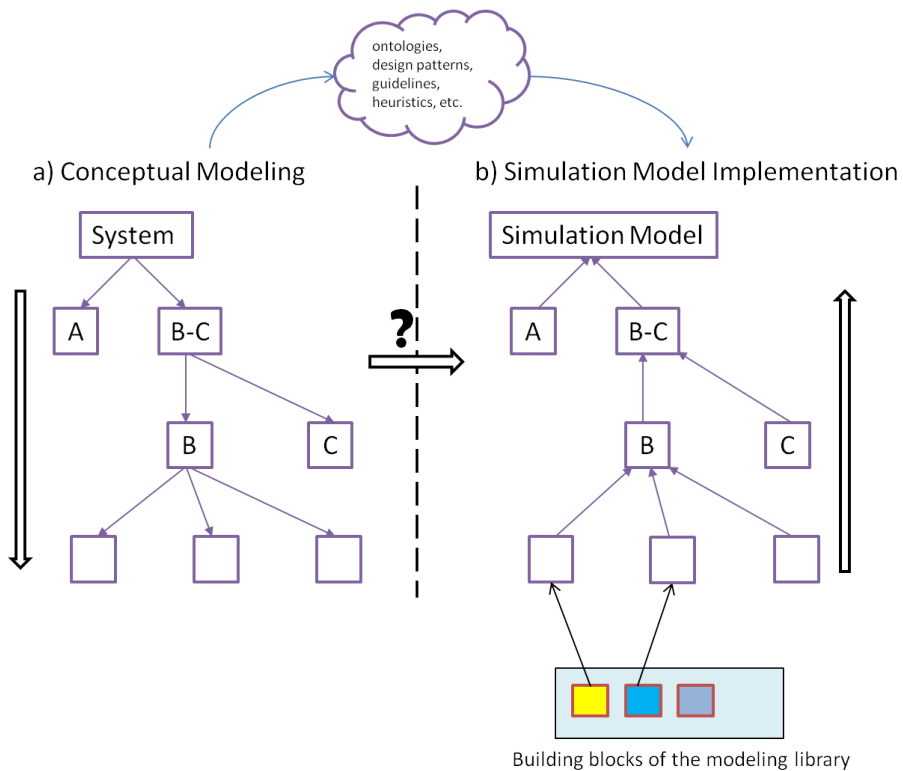 ontologies,
design patterns,
guidelines,
heuristics, etc.
a) Conceptual Modeling
b) Simulation Model Implementation
System
A
B-C
B
C
?
Simulation Model
A
B-C
B
C
Building blocks of the modeling library